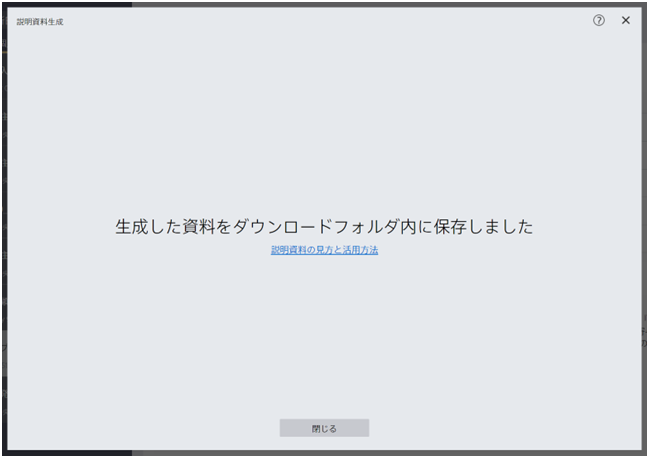 説明資料生成
生成した資料をダウンロードフォルダ内に保存しました
説明資料の見方と活用方法
閉じる